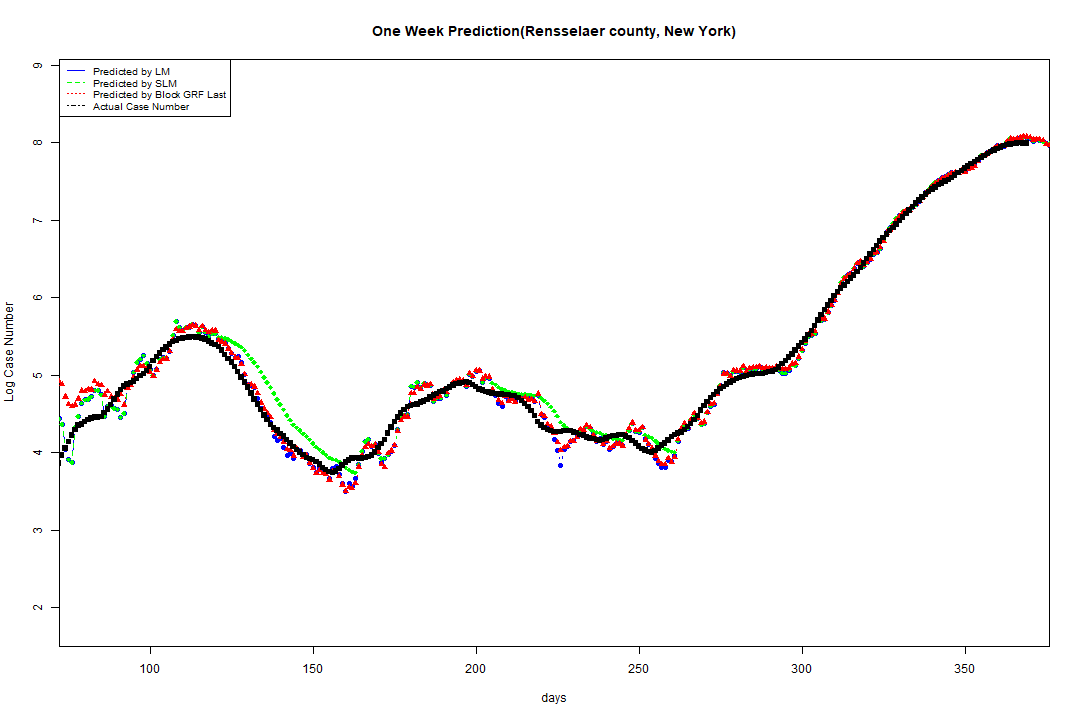 One Week Prediction(Rensselaer county, New York)
Predicted by LM
Predicted by SLM
Predicted by Block GRF Last
Actual Case Number
Log Case Number
9
8
7
6
5
4
3
2
100 150 200 250 300 350
days